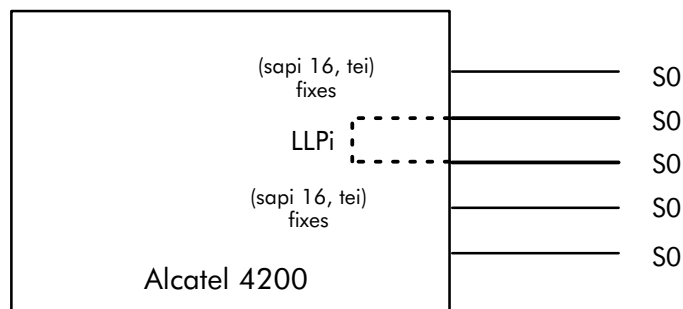 (sapi 16, tei)
fixes
S0
S0
LLPi
S0
(sapi 16, tei)
fixes
S0
S0
Alcatel 4200